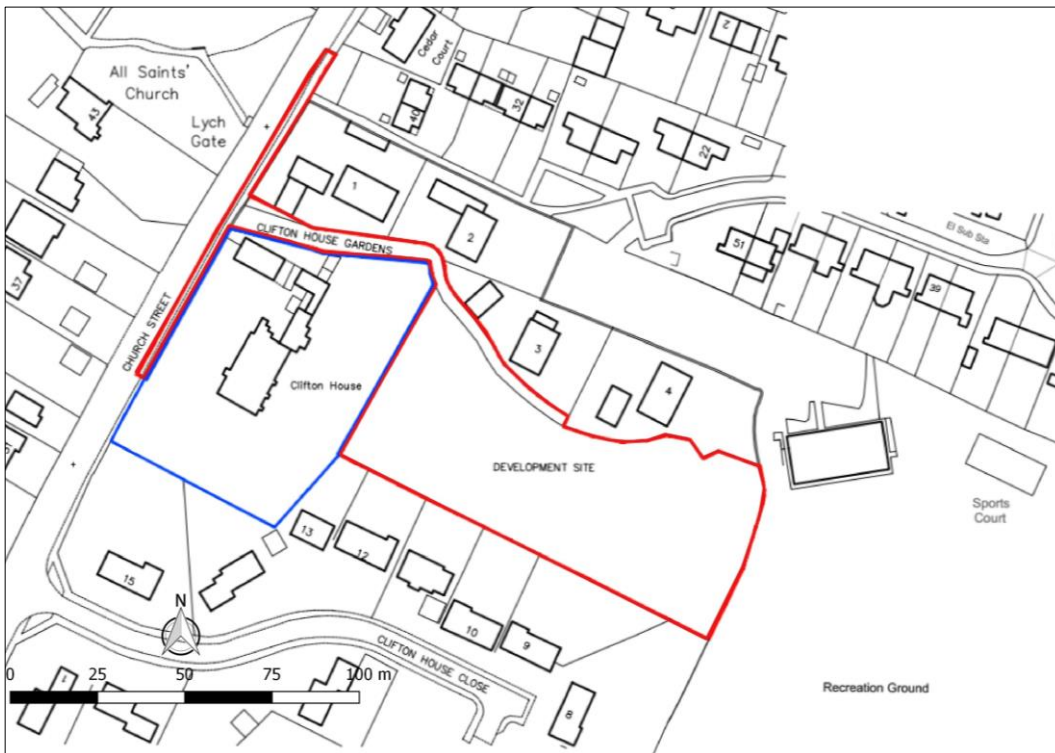 Cedar
Court
2
All Saints'
Church
43
Lych
Gate
40
32
22
1
2
CLIFTON HOUSE GARDENS
El Sub Sta
51
39
37
CHURCH STREET
3
Clifton House
4
DEVELOPMENT SITE
Sports
Court
13
12
15
N
10
9
CLIFTON HOUSE CLOSE
0 25 50 75 100 m
1
8
Recreation Ground